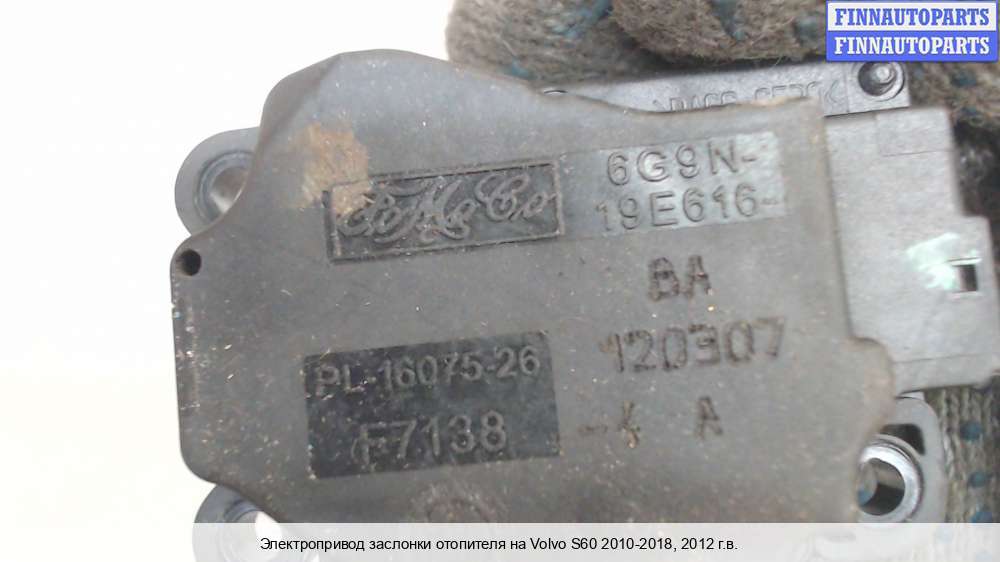 FINNAUTOPARTS
FINNAUTOPARTS
FoMoCo
6G9N-
19E616-
BA
120307
-4 A
PL-16075-26
F7138
Электропривод заслонки отопителя на Volvo S60 2010-2018, 2012 г.в.